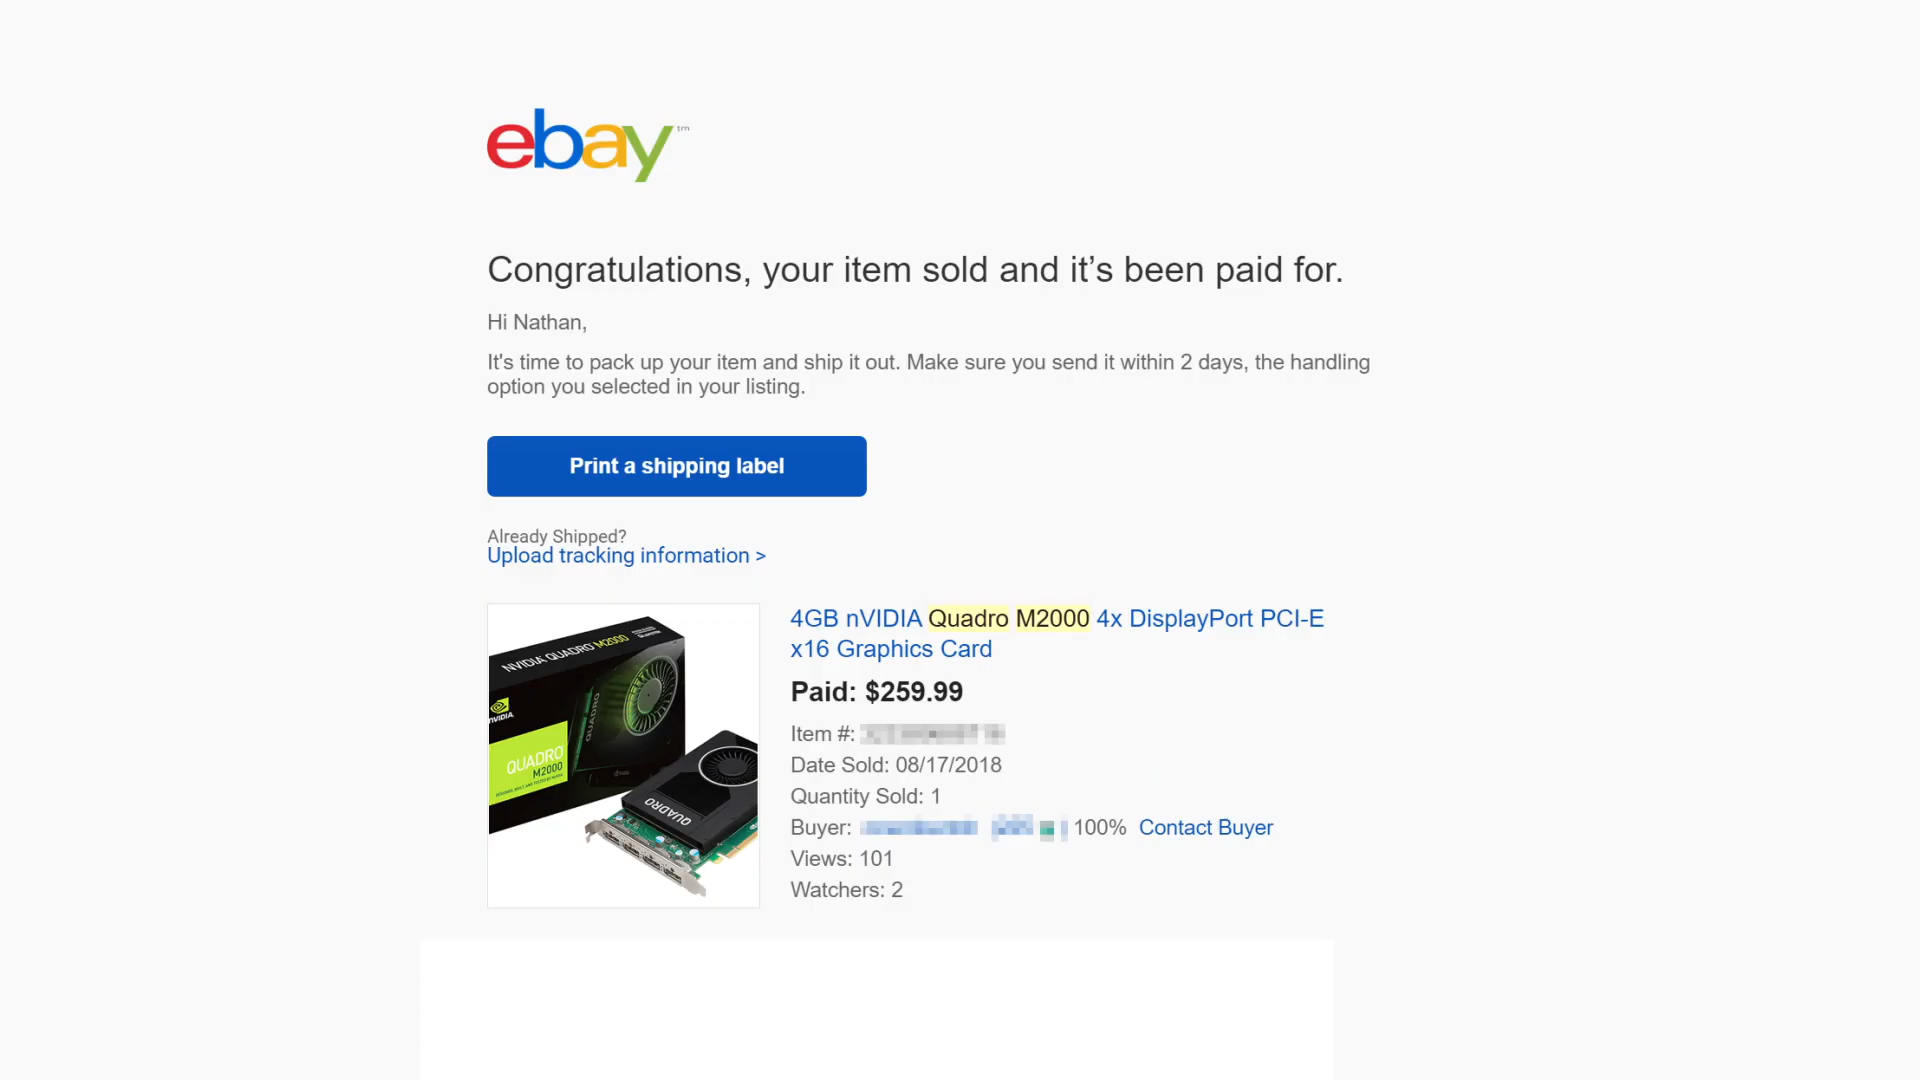 ebay™
Congratulations, your item sold and it’s been paid for.
Hi Nathan,
It's time to pack up your item and ship it out. Make sure you send it within 2 days, the handling
option you selected in your listing.
Print a shipping label
Already Shipped?
Upload tracking information >
NVIDIA QUADRO M2000
QUADRO
NVIDIA
QUADRO
M2000
QUADRO
4GB nVIDIA Quadro M2000 4x DisplayPort PCI-E
x16 Graphics Card
Paid: $259.99
Item #:
Date Sold: 08/17/2018
Quantity Sold: 1
Buyer: 100% Contact Buyer
Views: 101
Watchers: 2